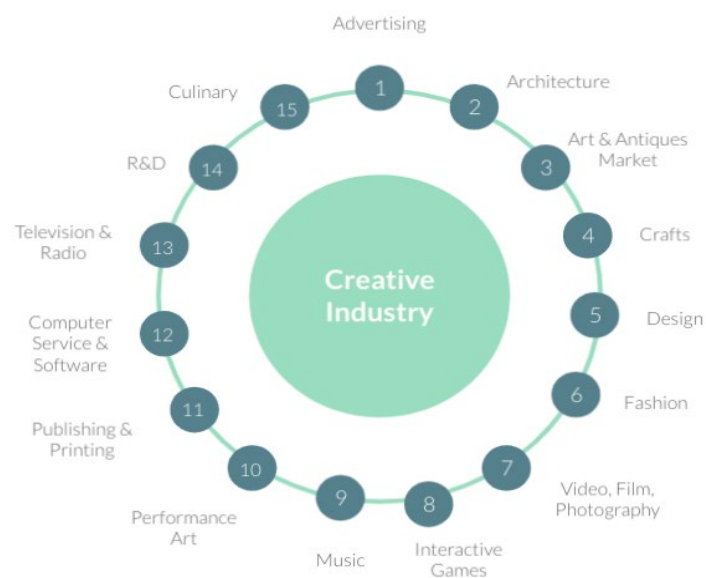 Advertising
1
Architecture
2
Art & Antiques
Market
3
Crafts
4
Design
5
Fashion
6
Video, Film,
Photography
7
Interactive
Games
8
Music
9
Performance
Art
10
Publishing &
Printing
11
Computer
Service &
Software
12
Television &
Radio
13
R&D
14
Culinary
15
Creative
Industry